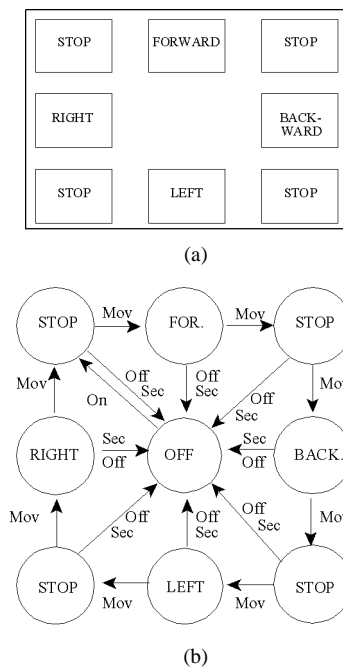 STOP FORWARD STOP
RIGHT BACK-
WARD
STOP LEFT STOP
(a)
STOP Mov FOR. Mov STOP
Mov On Off Sec Off Sec Off Sec Mov
RIGHT Sec Off OFF Sec Off BACK.
Mov Off Sec Off Sec Off Sec Mov
STOP Mov LEFT Mov STOP
(b)